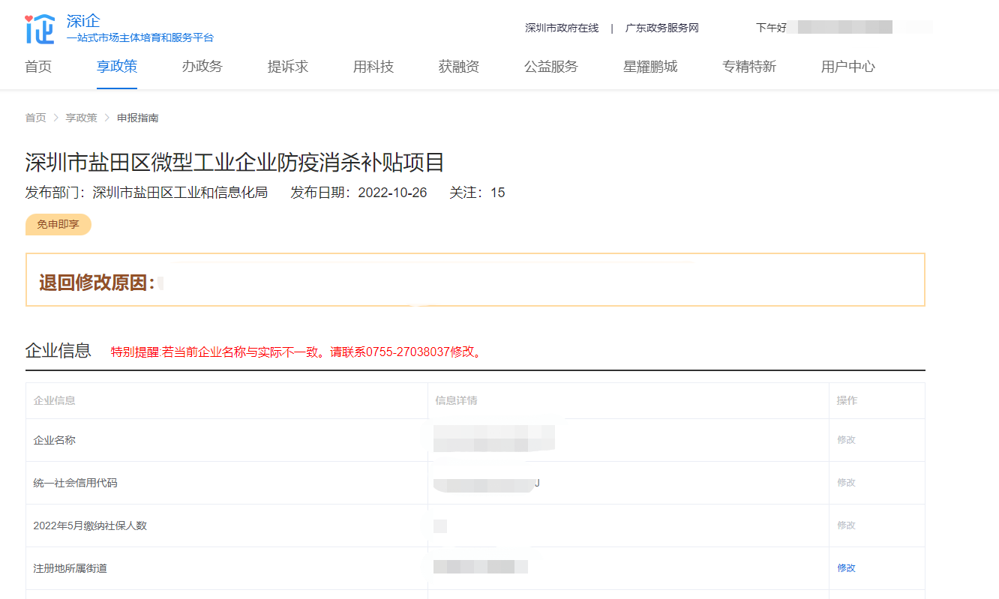 深i企
一站式市场主体培育和服务平台
深圳市政府在线 | 广东政务服务网 下午好
首页 享政策 办政务 提诉求 用科技 获融资 公益服务 星耀鹏城 专精特新 用户中心
首页 > 享政策 > 申报指南
深圳市盐田区微型工业企业防疫消杀补贴项目
发布部门：深圳市盐田区工业和信息化局 发布日期：2022-10-26 关注：15
免申即享
退回修改原因：
企业信息 特别提醒:若当前企业名称与实际不一致。请联系0755-27038037修改。
企业信息 信息详情 操作
企业名称 修改
统一社会信用代码 J 修改
2022年5月缴纳社保人数 修改
注册地所属街道 修改